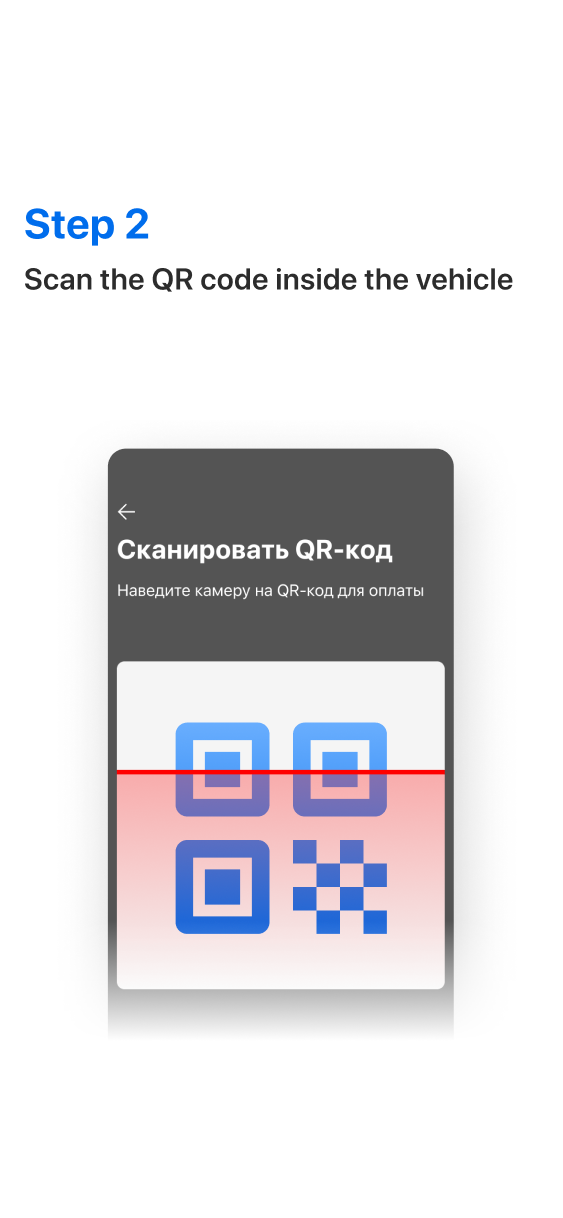 Step 2
Scan the QR code inside the vehicle
Сканировать QR-код
Наведите камеру на QR-код для оплаты